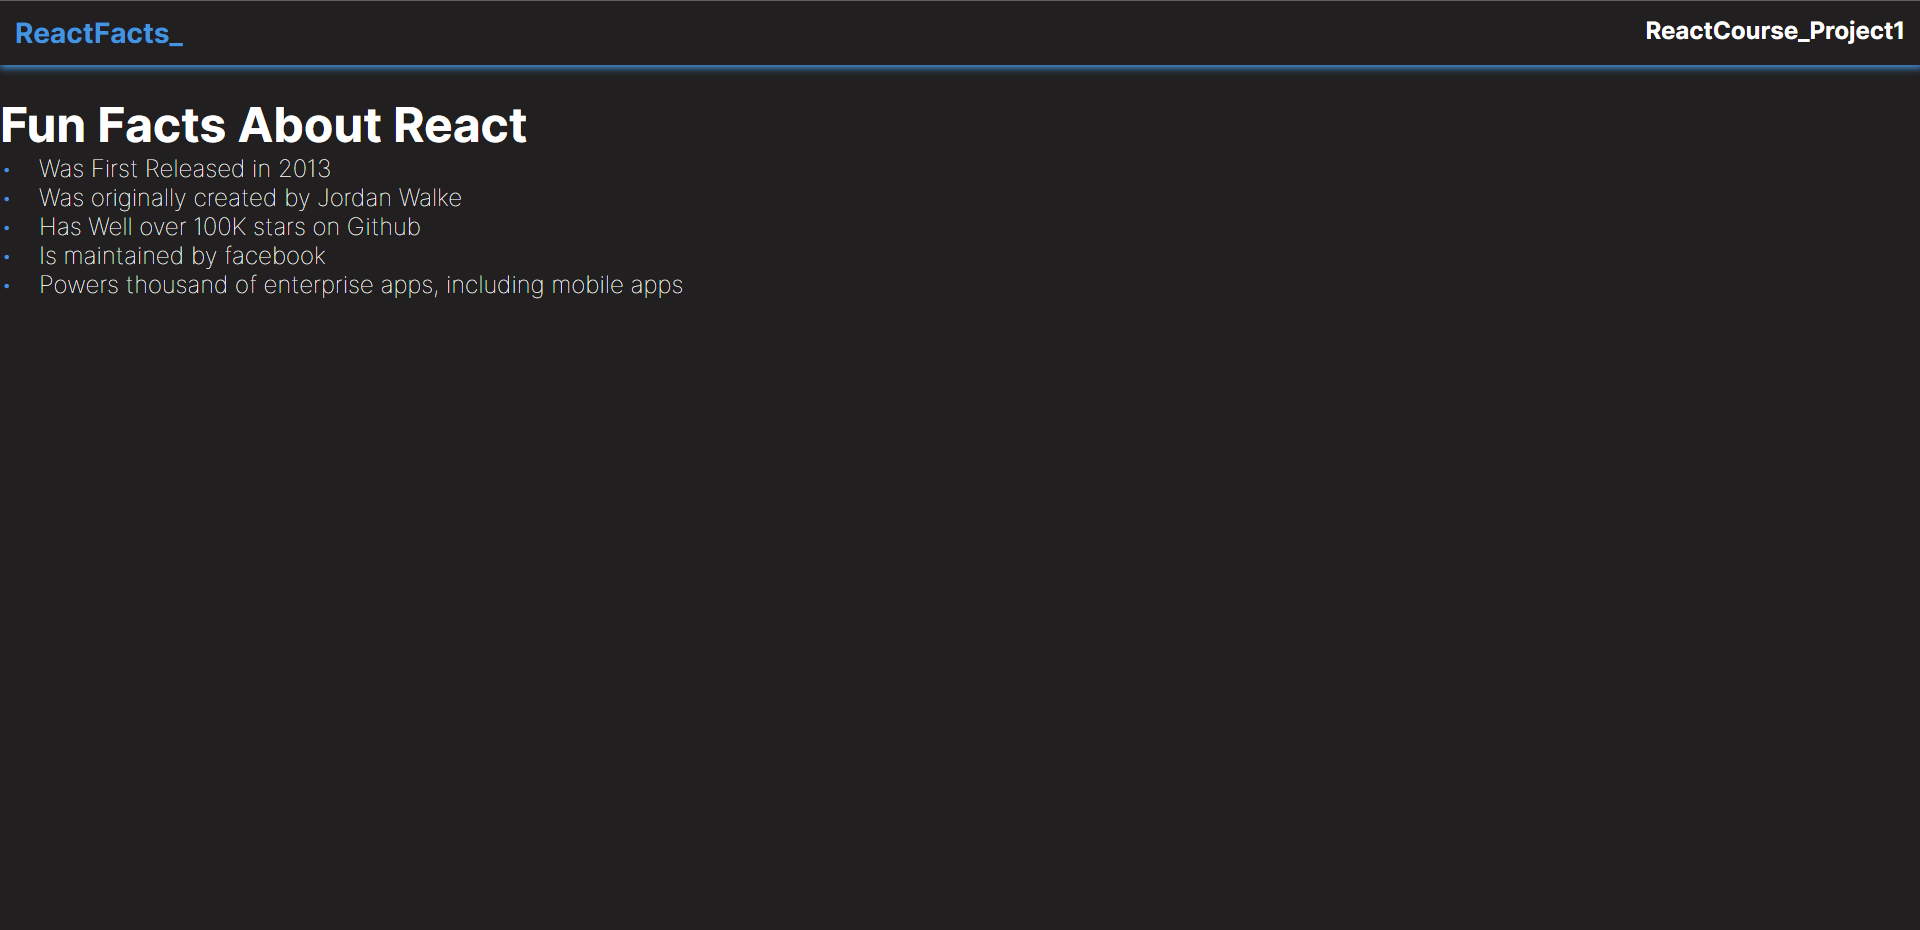 ReactFacts_
ReactCourse_Project1
Fun Facts About React
• Was First Released in 2013
• Was originally created by Jordan Walke
• Has Well over 100K stars on Github
• Is maintained by facebook
• Powers thousand of enterprise apps, including mobile apps